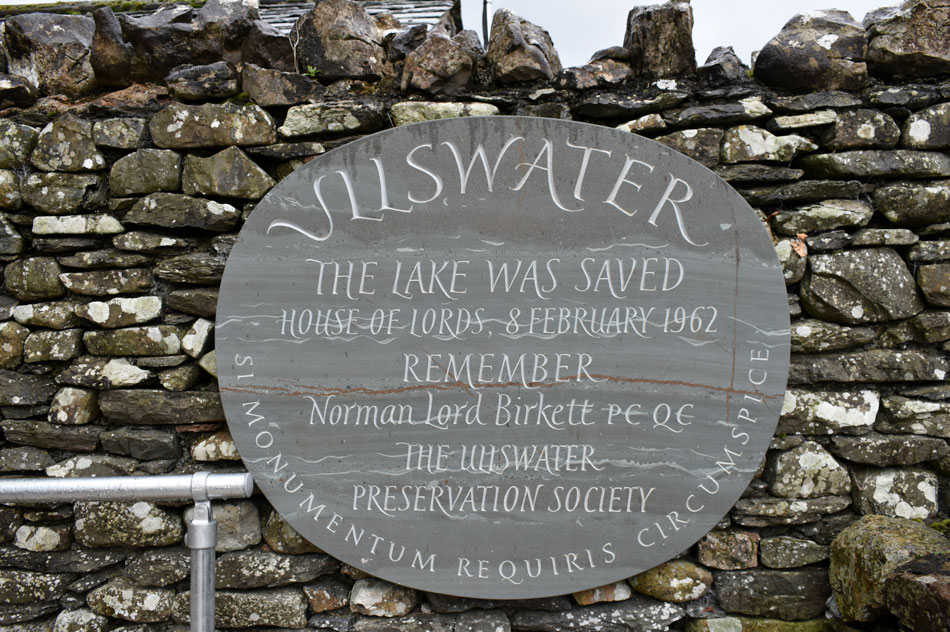 ULLSWATER
THE LAKE WAS SAVED
HOUSE OF LORDS, 8 FEBRUARY 1962
REMEMBER
Norman Lord Birkett PC QC
THE ULLSWATER
PRESERVATION SOCIETY
SI MONUMENTUM REQUIRIS CIRCUMSPICE